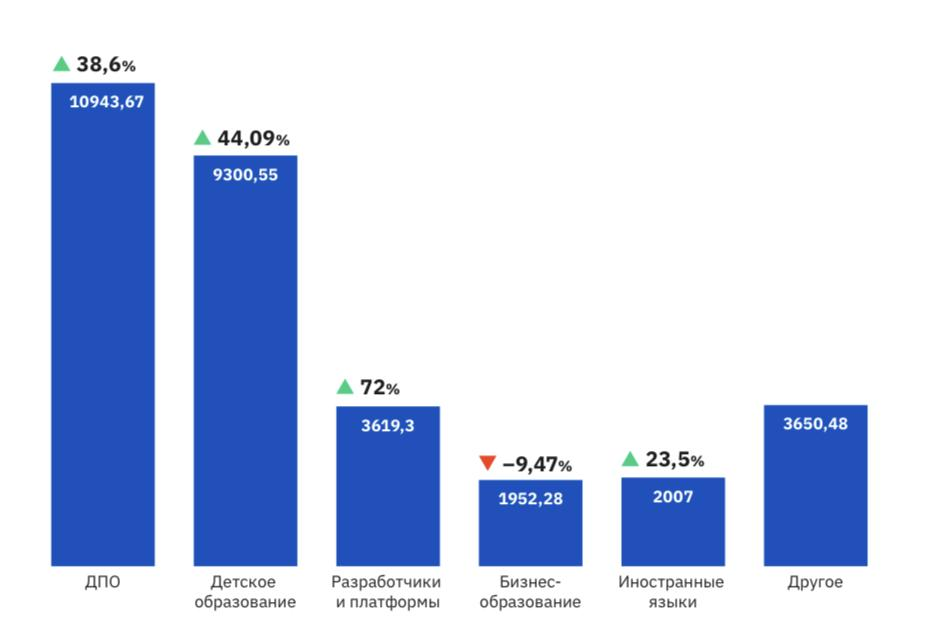 ▲ 38,6%
10943,67
▲ 44,09%
9300,55
▲ 72%
3619,3
▼ –9,47%
1952,28
▲ 23,5%
2007
3650,48
ДПО
Детское
образование
Разработчики
и платформы
Бизнес-
образование
Иностранные
языки
Другое